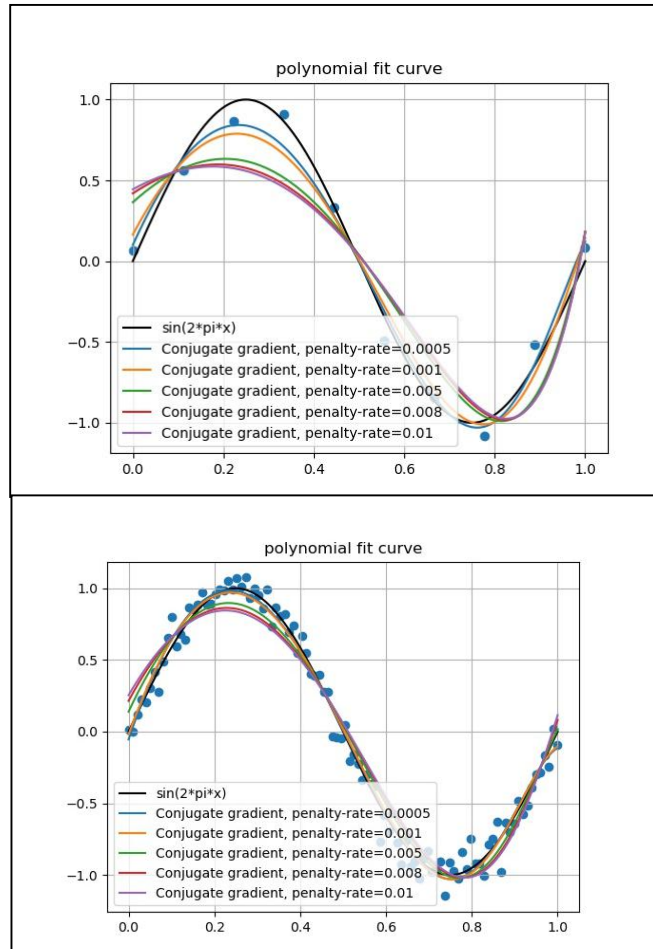 polynomial fit curve
1.0
0.5
0.0
−0.5
−1.0
sin(2*pi*x)
Conjugate gradient, penalty-rate=0.0005
Conjugate gradient, penalty-rate=0.001
Conjugate gradient, penalty-rate=0.005
Conjugate gradient, penalty-rate=0.008
Conjugate gradient, penalty-rate=0.01
0.0 0.2 0.4 0.6 0.8 1.0
polynomial fit curve
1.0
0.5
0.0
−0.5
−1.0
sin(2*pi*x)
Conjugate gradient, penalty-rate=0.0005
Conjugate gradient, penalty-rate=0.001
Conjugate gradient, penalty-rate=0.005
Conjugate gradient, penalty-rate=0.008
Conjugate gradient, penalty-rate=0.01
0.0 0.2 0.4 0.6 0.8 1.0